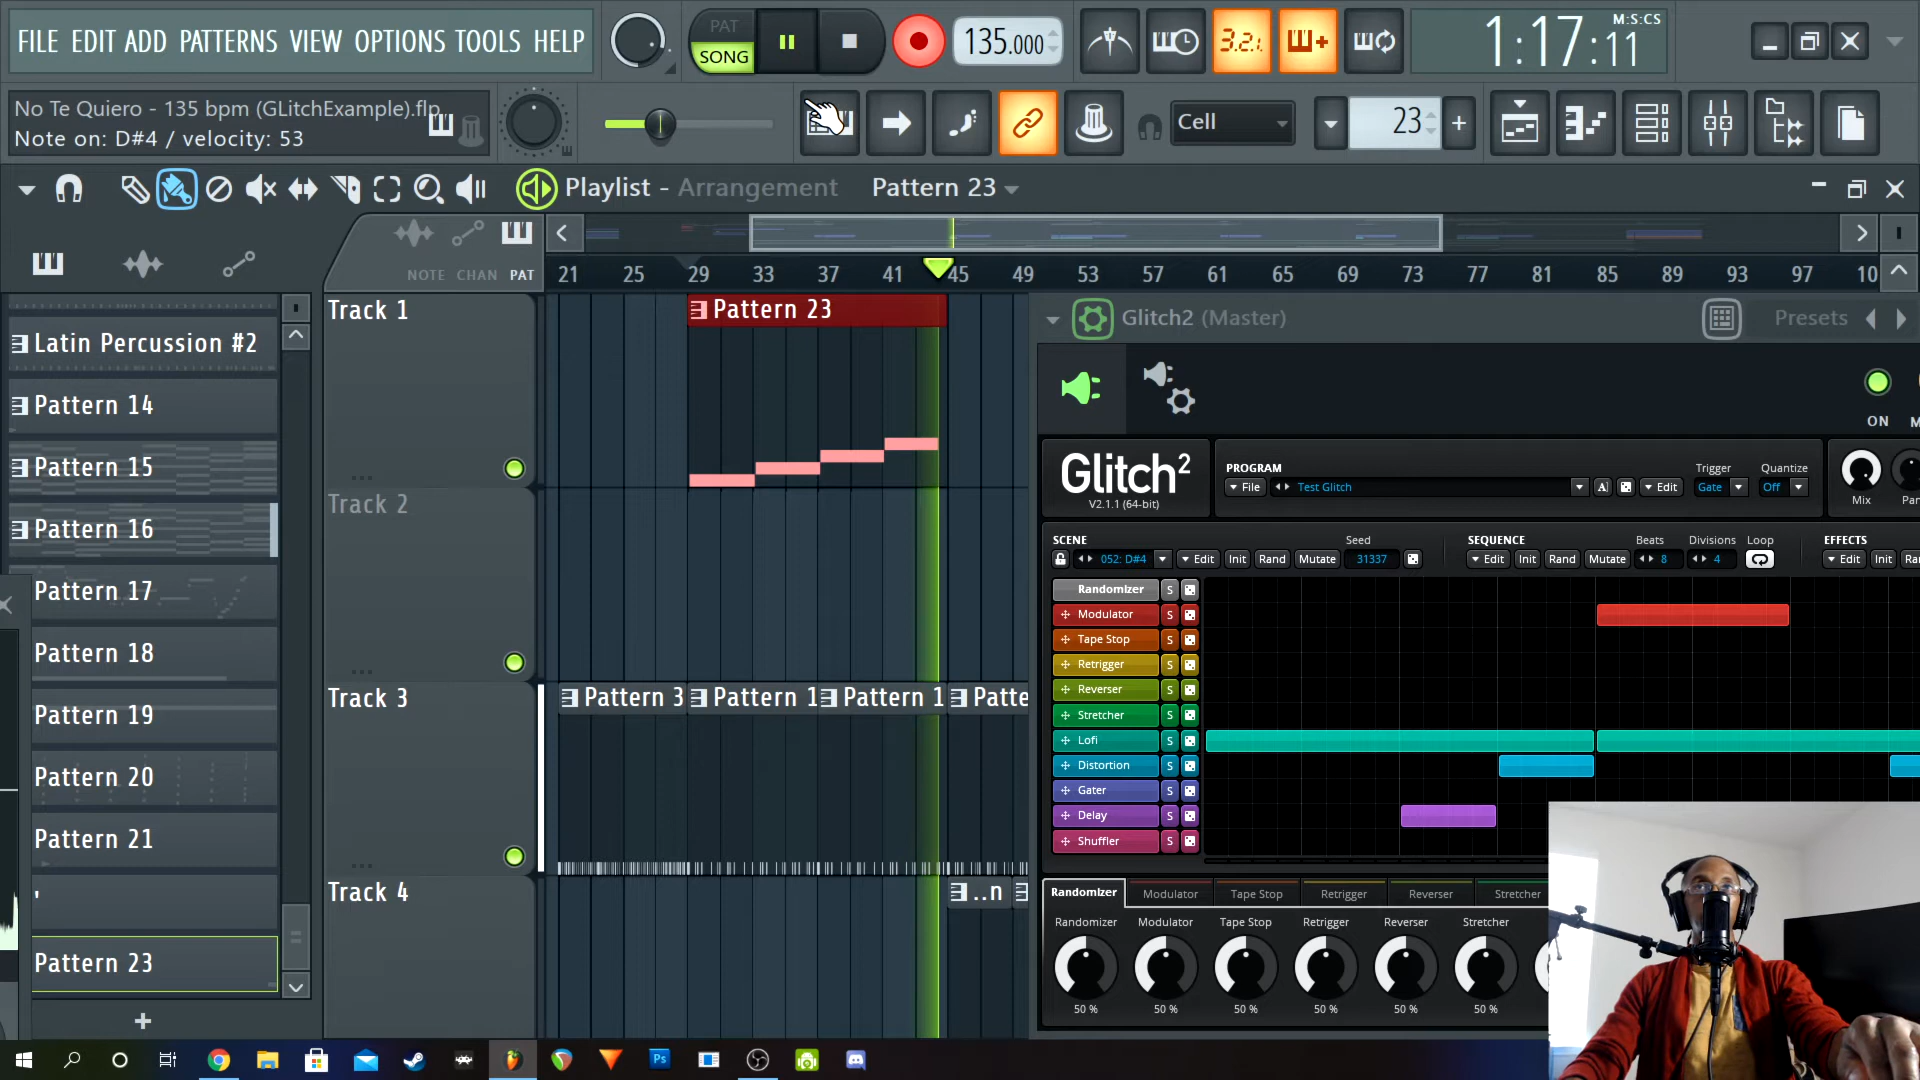 FILE EDIT ADD PATTERNS VIEW OPTIONS TOOLS HELP
PAT
SONG
135.000
3.2.1
M:S:CS
1:17:11
No Te Quiero - 135 bpm (GLitchExample).flp
Note on: D#4 / velocity: 53
Cell
23
Playlist - Arrangement
Pattern 23
NOTE CHAN PAT
21 25 29 33 37 41 45 49 53 57 61 65 69 73 77 81 85 89 93 97 10
Latin Percussion #2
Pattern 14
Pattern 15
Pattern 16
Pattern 17
Pattern 18
Pattern 19
Pattern 20
Pattern 21
'
Pattern 23
Track 1
Pattern 23
Track 2
Track 3
Pattern 3
Pattern 1
Pattern 1
Patte
Track 4
..n
Glitch2 (Master)
Presets
ON
M
Glitch²
V2.1.1 (64-bit)
PROGRAM
File
Test Glitch
A
Edit
Trigger
Gate
Quantize
Off
Mix
Pan
SCENE
052: D#4
Edit
Init
Rand
Mutate
Seed
31337
SEQUENCE
Edit
Init
Rand
Mutate
Beats
8
Divisions
4
Loop
EFFECTS
Edit
Init
Ra
Randomizer S
Modulator S
Tape Stop S
Retrigger S
Reverser S
Stretcher S
Lofi S
Distortion S
Gater S
Delay S
Shuffler S
Randomizer Modulator Tape Stop Retrigger Reverser Stretcher
Randomizer Modulator Tape Stop Retrigger Reverser Stretcher
50 % 50 % 50 % 50 % 50 % 50 %
Ps